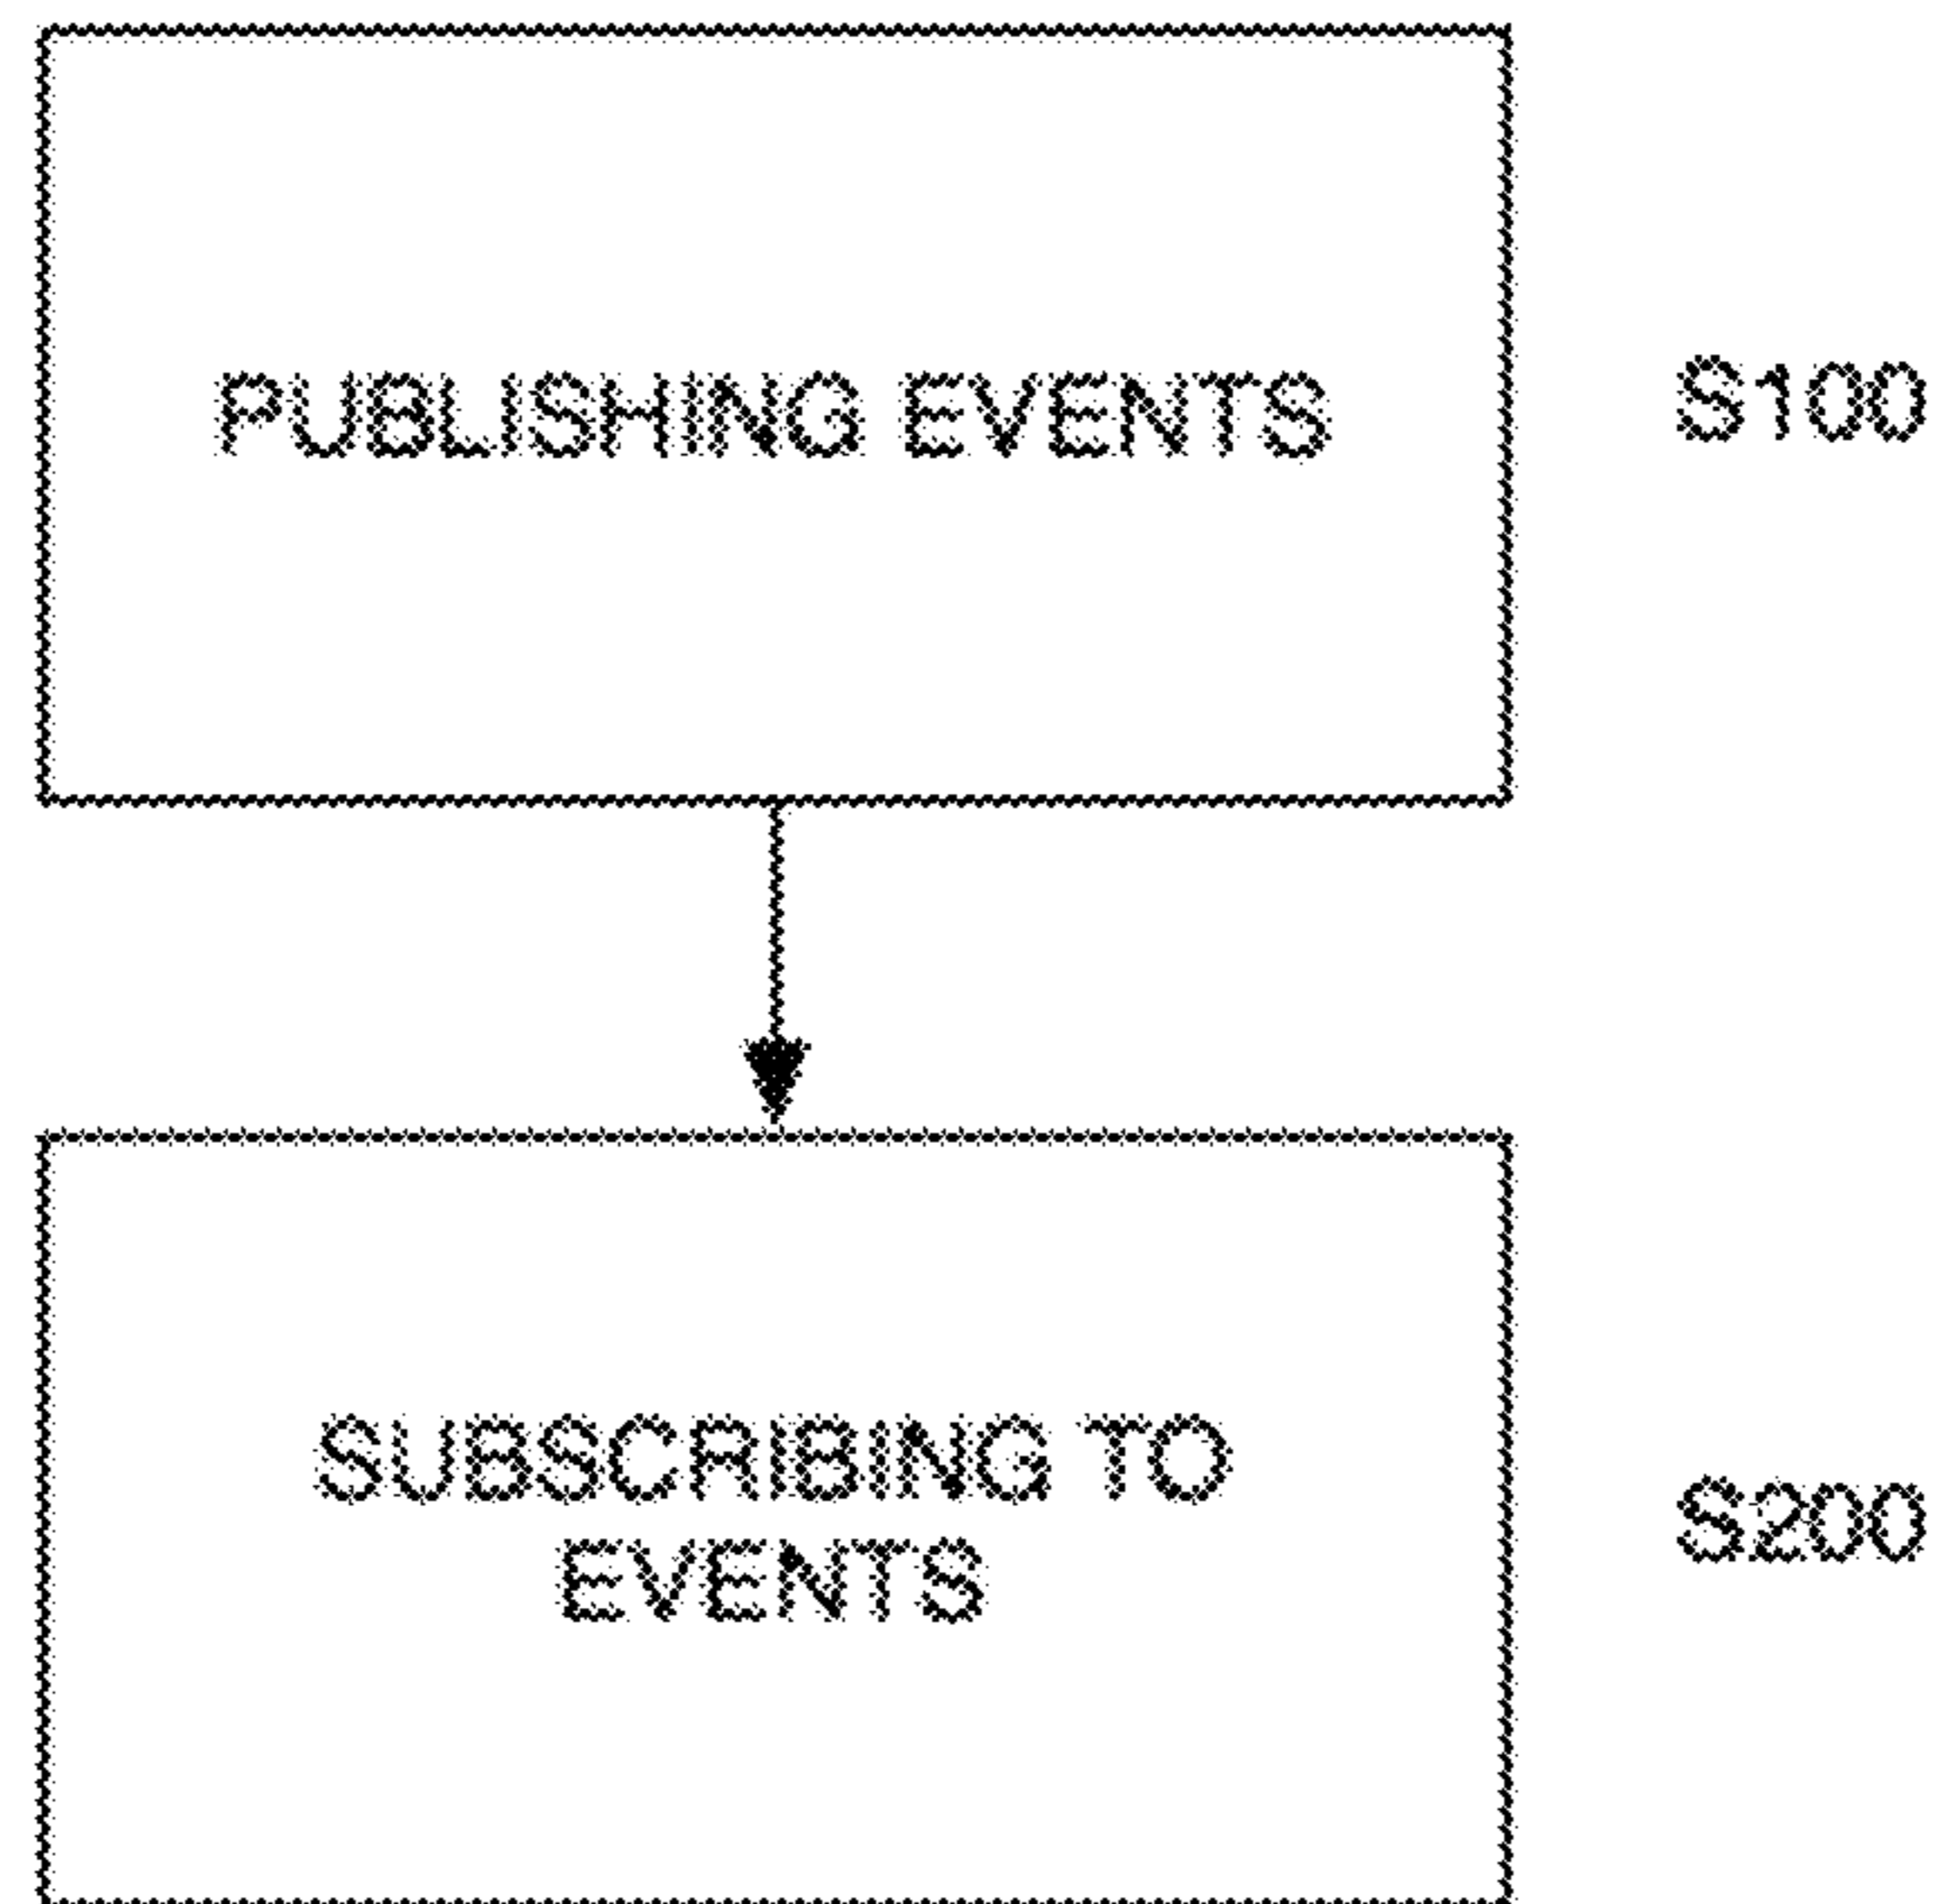 PUBLISHING EVENTS
S100
SUBSCRIBING TO
EVENTS
S200